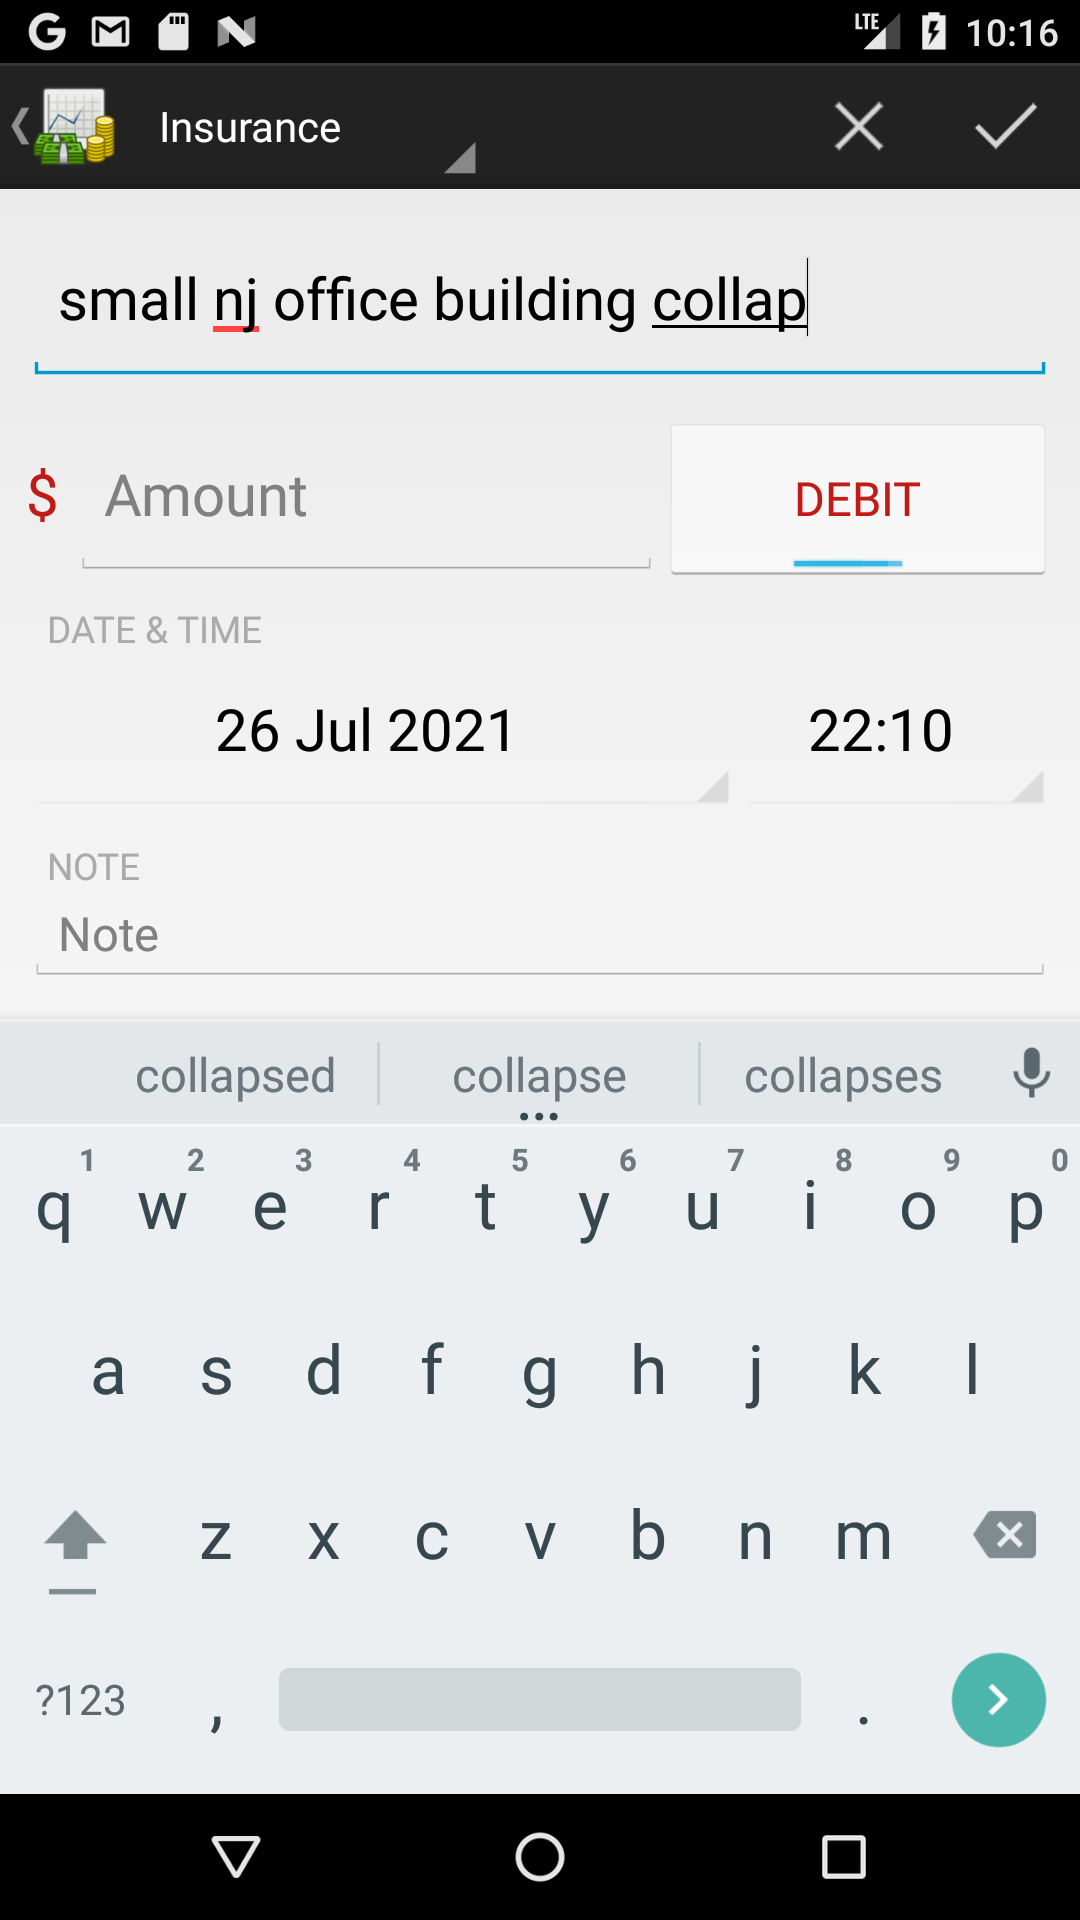 LTE 10:16
Insurance
small nj office building collap
$ Amount DEBIT
DATE & TIME
26 Jul 2021 22:10
NOTE
Note
collapsed collapse collapses
1 2 3 4 5 6 7 8 9 0
q w e r t y u i o p
a s d f g h j k l
z x c v b n m
?123 , .